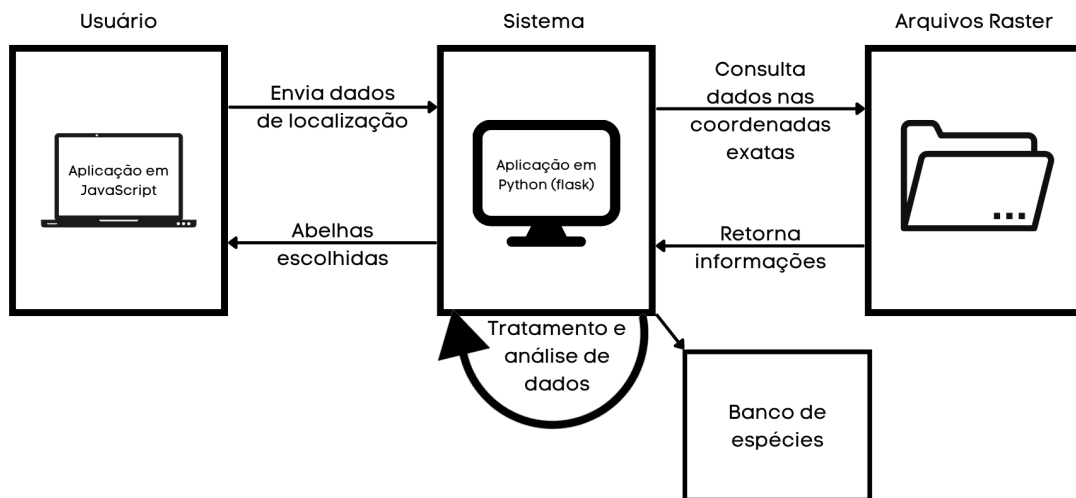 Usuário
Sistema
Arquivos Raster
Aplicação em
JavaScript
Envia dados
de localização
Abelhas
escolhidas
Aplicação em
Python (flask)
Consulta
dados nas
coordenadas
exatas
Retorna
informações
Tratamento e
análise de
dados
Banco de
espécies